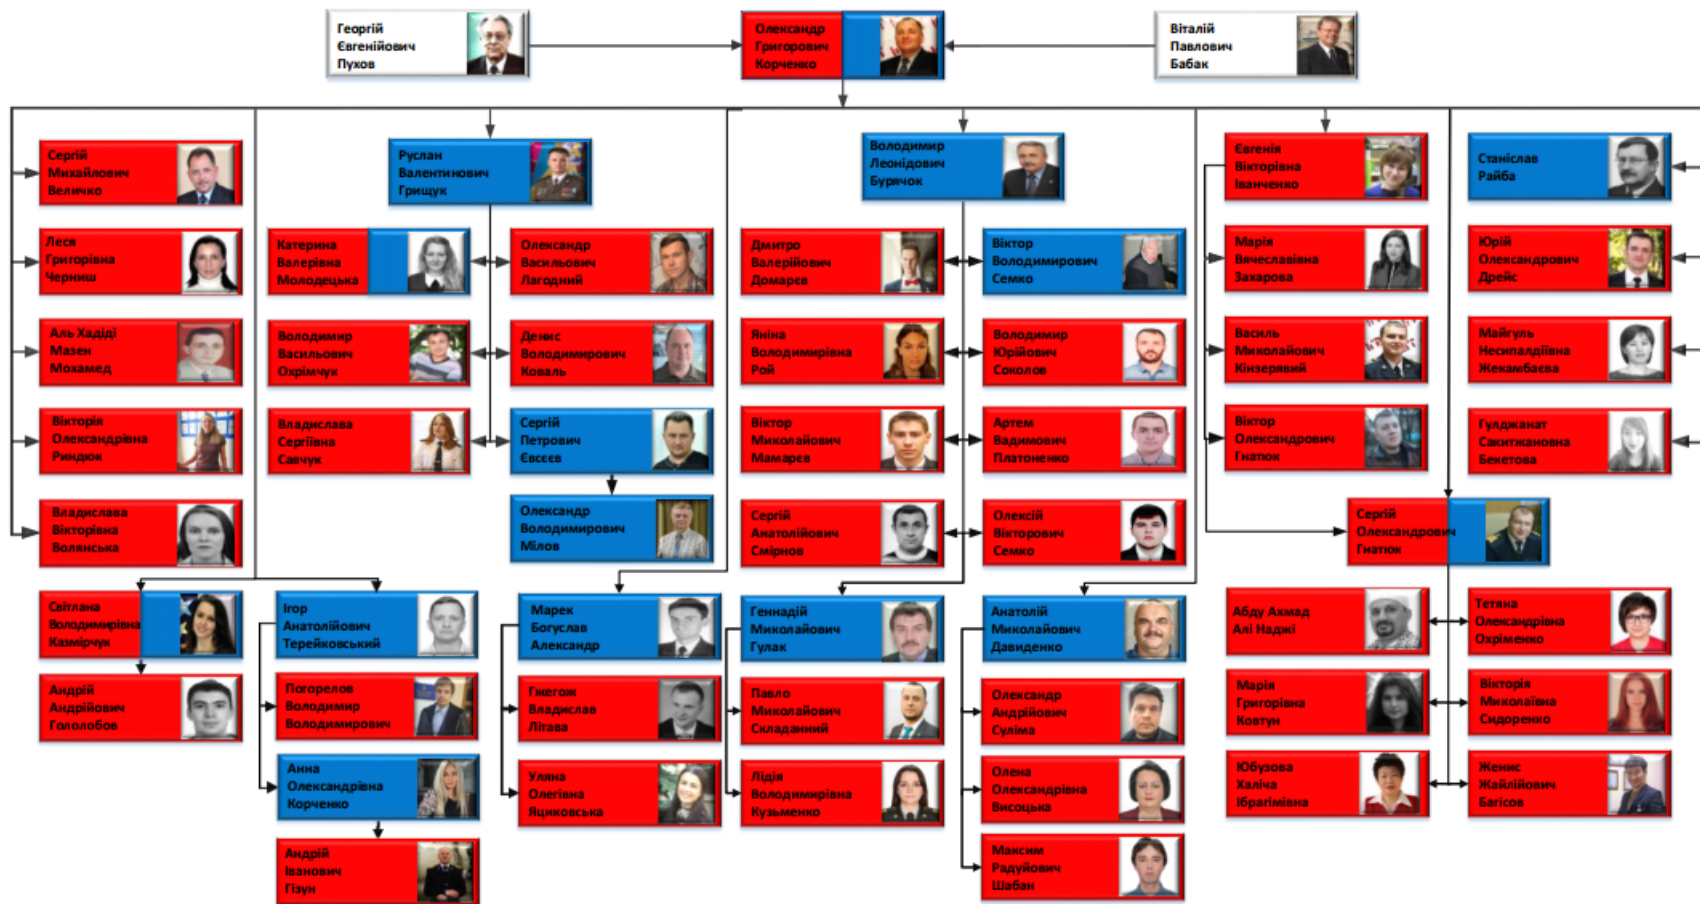 Георгій
Євгенійович
Пухов
Олександр
Григорович
Корченко
Віталій
Павлович
Бабак
Сергій
Михайлович
Величко
Руслан
Валентинович
Грищук
Володимир
Леонідович
Бурячок
Євгенія
Вікторівна
Іванченко
Станіслав
Райба
Леся
Григорівна
Черниш
Катерина
Валеріївна
Молодецька
Олександр
Васильович
Лагодний
Дмитро
Валерійович
Домарєв
Віктор
Володимирович
Семко
Марія
Вячеславівна
Захарова
Юрій
Олександрович
Дрейс
Аль Хадіді
Мазен
Мохамед
Володимир
Васильович
Охрімчук
Денис
Володимирович
Коваль
Яніна
Володимирівна
Рой
Володимир
Юрійович
Соколов
Василь
Миколайович
Кінзерявий
Майгуль
Несипалдіївна
Жекамбаєва
Вікторія
Олександрівна
Риндюк
Владислава
Сергіївна
Савчук
Сергій
Петрович
Євсєєв
Віктор
Миколайович
Мамарєв
Артем
Вадимович
Платоненко
Віктор
Олександрович
Гнатюк
Гулджанат
Сакитжановна
Бекетова
Владислава
Вікторівна
Волянська
Олександр
Володимирович
Мілов
Сергій
Анатолійович
Смірнов
Олексій
Вікторович
Семко
Сергій
Олександрович
Гнатюк
Світлана
Володимирівна
Казмірчук
Ігор
Анатолійович
Терейковський
Марек
Богуслав
Александр
Геннадій
Миколайович
Гулак
Анатолій
Миколайович
Давиденко
Абду Ахмад
Алі Наджі
Тетяна
Олександрівна
Охріменко
Андрій
Андрійович
Гололобов
Погорелов
Володимир
Володимирович
Гжегож
Владислав
Літава
Павло
Миколайович
Складанний
Олександр
Андрійович
Суліма
Марія
Григорівна
Ковтун
Вікторія
Миколаївна
Сидоренко
Анна
Олександрівна
Корченко
Уляна
Олегівна
Яциковська
Лідія
Володимирівна
Кузьменко
Олена
Олександрівна
Висоцька
Юбузова
Халіча
Ібрагімівна
Женис
Жайлійович
Багісов
Андрій
Іванович
Гізун
Максим
Радуйович
Шабан